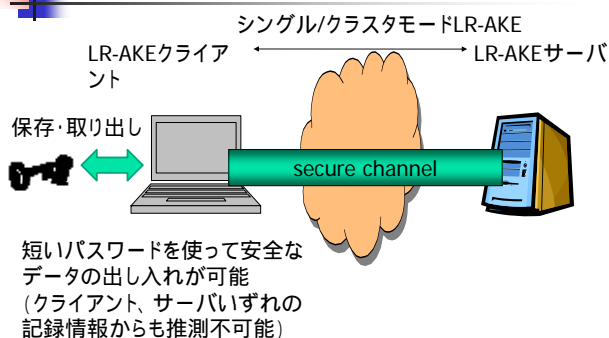 シングル/クラスタモードLR-AKE
LR-AKEクライア
ント
LR-AKEサーバ
保存・取り出し
secure channel
短いパスワードを使って安全な
データの出し入れが可能
(クライアント、サーバいずれの
記録情報からも推測不可能)